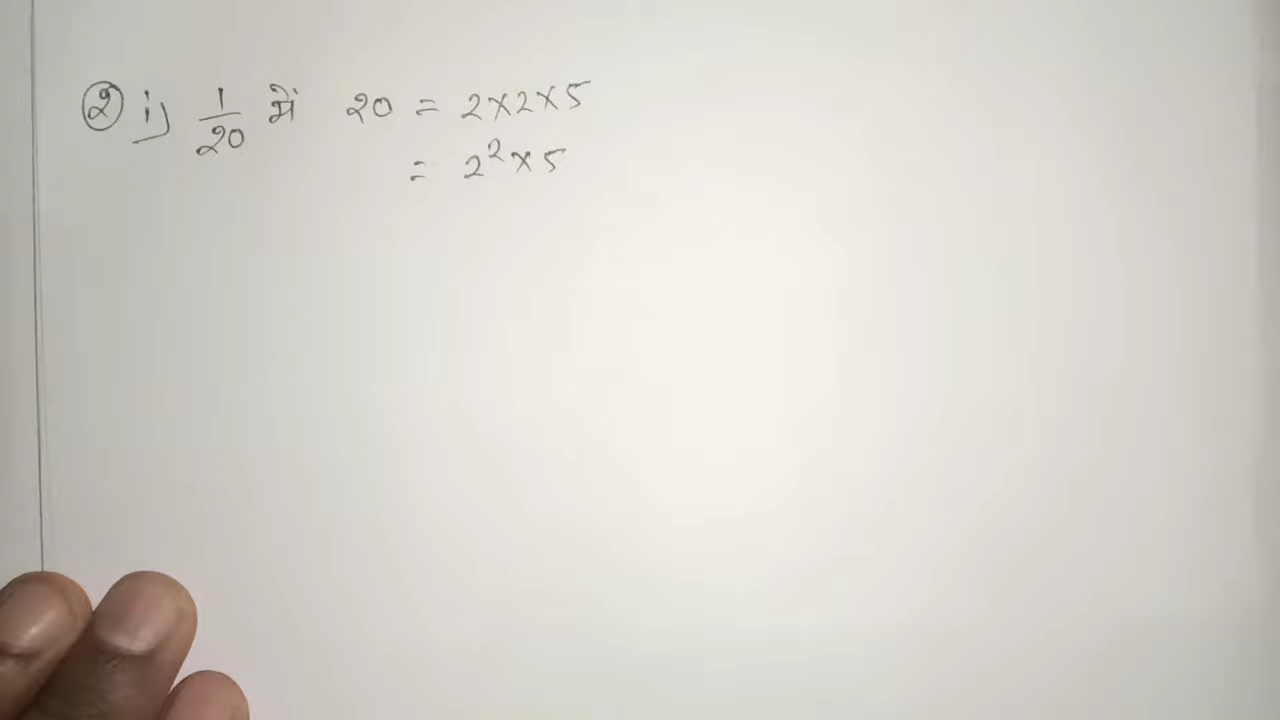 ② i) 1/20 में 20 = 2×2×5
= 2²×5